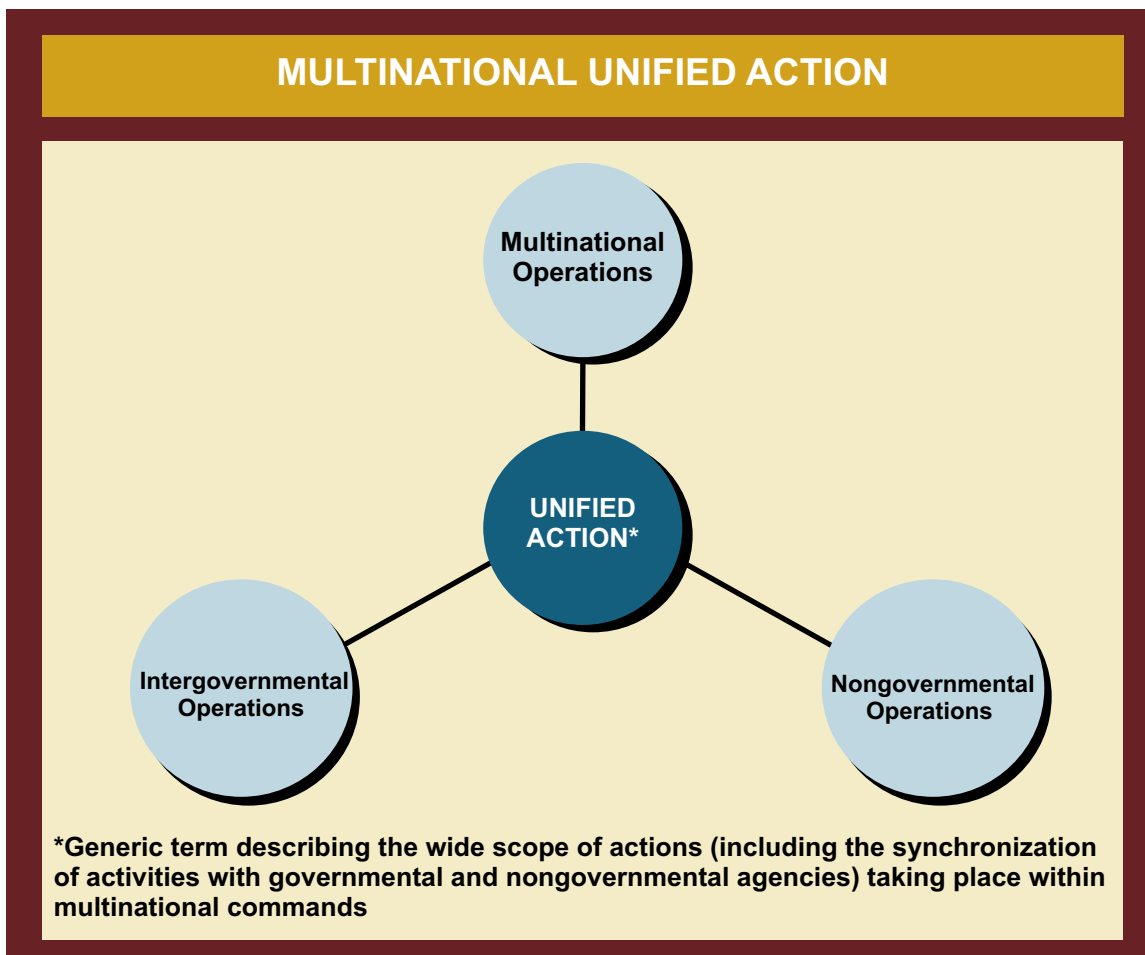 MULTINATIONAL UNIFIED ACTION
Multinational
Operations
UNIFIED
ACTION*
Intergovernmental
Operations
Nongovernmental
Operations
*Generic term describing the wide scope of actions (including the synchronization
of activities with governmental and nongovernmental agencies) taking place within
multinational commands